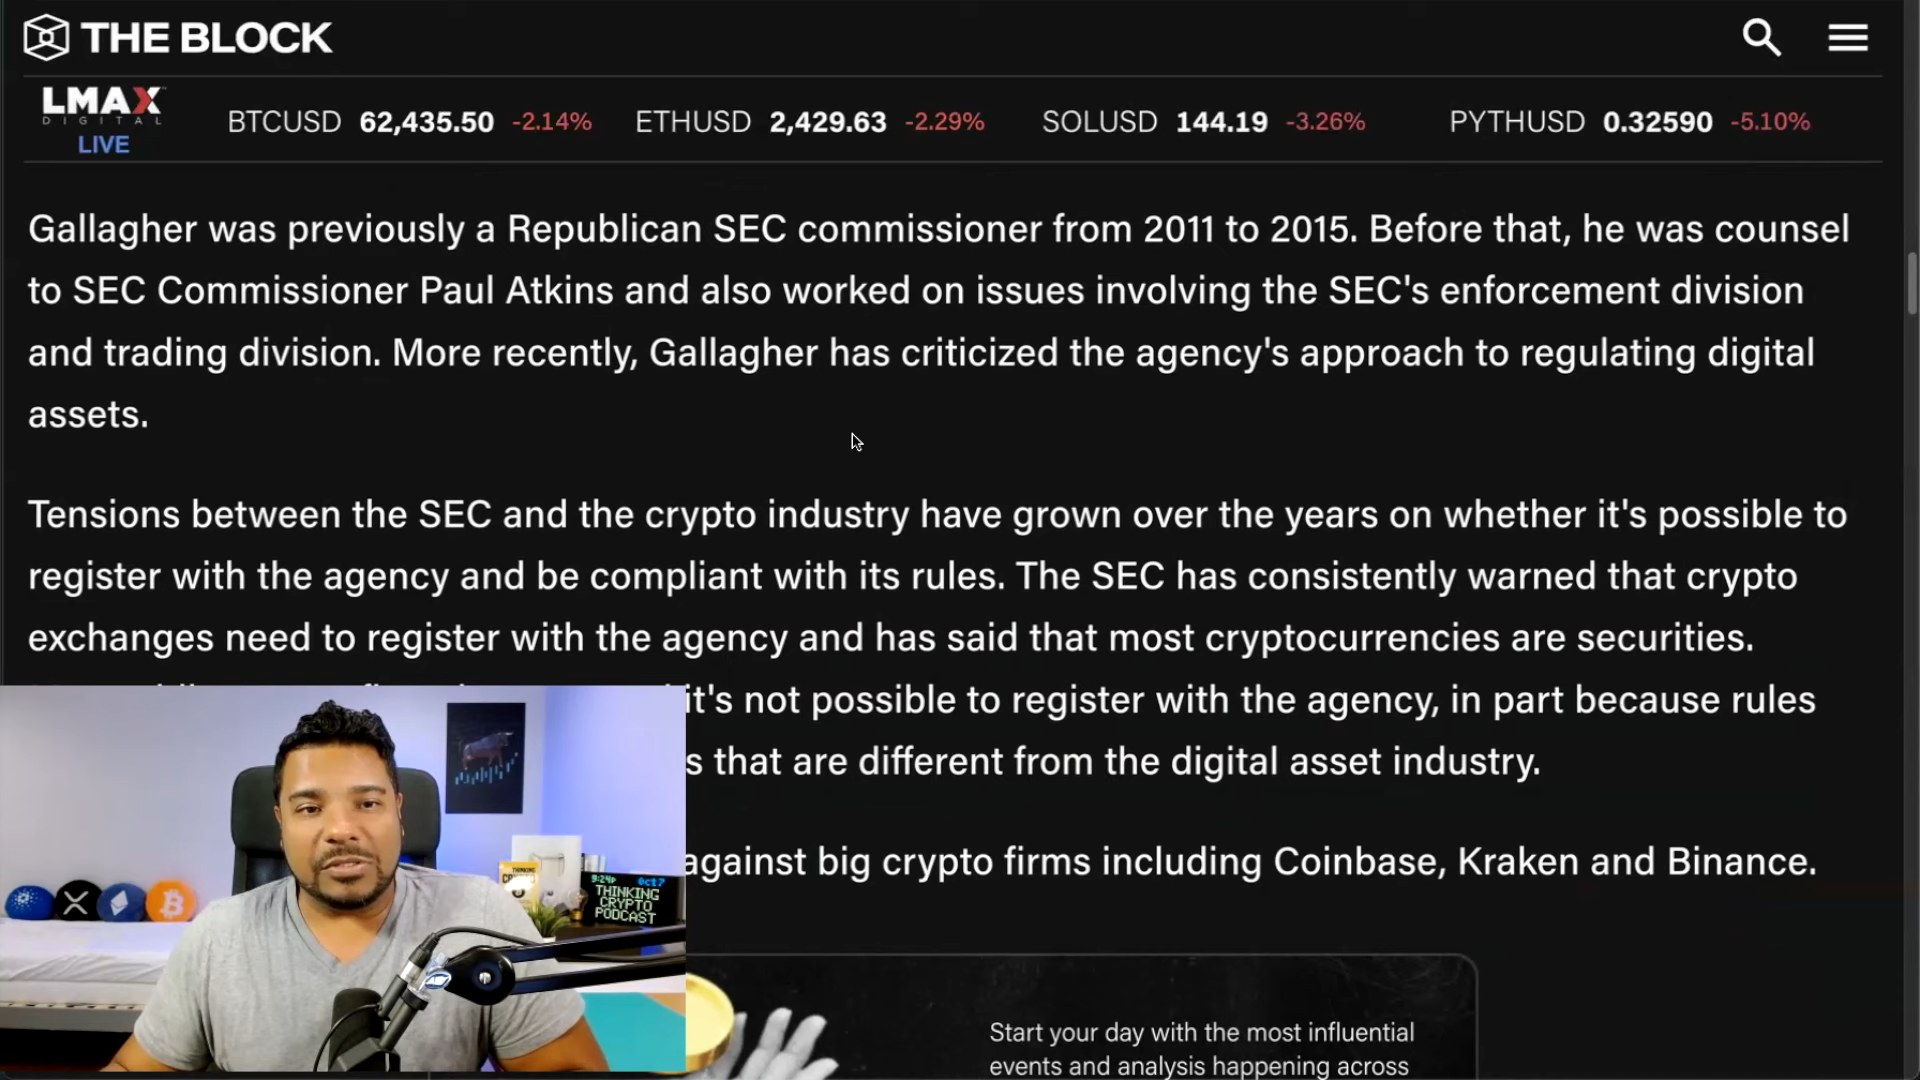 THE BLOCK
LMAX
DIGITAL
LIVE
BTCUSD 62,435.50 -2.14% ETHUSD 2,429.63 -2.29% SOLUSD 144.19 -3.26% PYTHUSD 0.32590 -5.10%
Gallagher was previously a Republican SEC commissioner from 2011 to 2015. Before that, he was counsel
to SEC Commissioner Paul Atkins and also worked on issues involving the SEC's enforcement division
and trading division. More recently, Gallagher has criticized the agency's approach to regulating digital
assets.
Tensions between the SEC and the crypto industry have grown over the years on whether it's possible to
register with the agency and be compliant with its rules. The SEC has consistently warned that crypto
exchanges need to register with the agency and has said that most cryptocurrencies are securities.
it's not possible to register with the agency, in part because rules
s that are different from the digital asset industry.
against big crypto firms including Coinbase, Kraken and Binance.
9:24P Oct7
THINKING
CRYPTO
PODCAST
Start your day with the most influential
events and analysis happening across